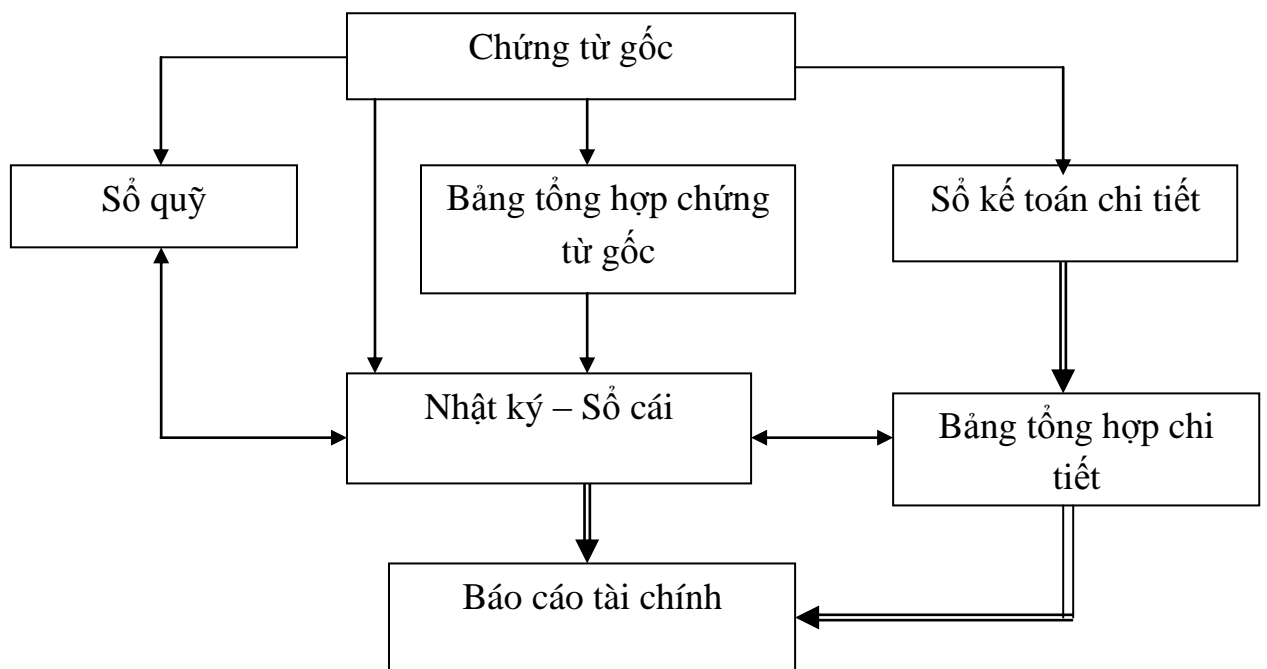 Chứng từ gốc
Sổ quỹ
Bảng tổng hợp chứng
từ gốc
Sổ kế toán chi tiết
Nhật ký – Sổ cái
Bảng tổng hợp chi
tiết
Báo cáo tài chính